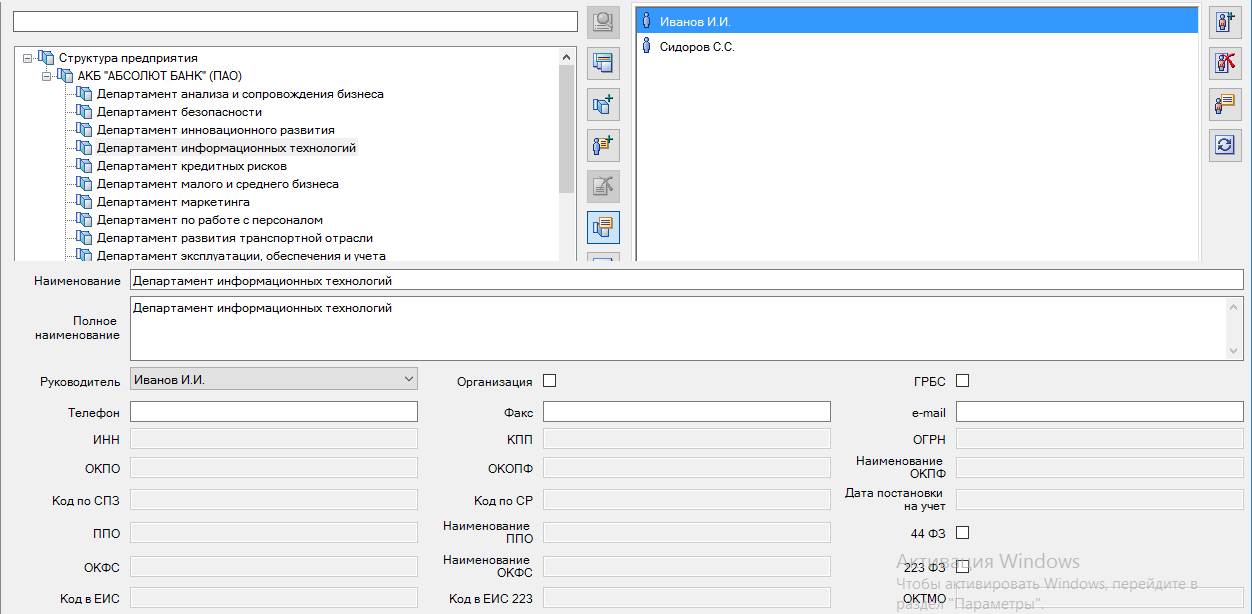 Структура предприятия
АКБ "АБСОЛЮТ БАНК" (ПАО)
Департамент анализа и сопровождения бизнеса
Департамент безопасности
Департамент инновационного развития
Департамент информационных технологий
Департамент кредитных рисков
Департамент малого и среднего бизнеса
Департамент маркетинга
Департамент по работе с персоналом
Департамент развития транспортной отрасли
Департамент эксплуатации, обеспечения и учета
Иванов И.И.
Сидоров С.С.
Наименование
Департамент информационных технологий
Полное
наименование
Департамент информационных технологий
Руководитель
Иванов И.И.
Организация
ГРБС
Телефон
Факс
e-mail
ИНН
КПП
ОГРН
ОКПО
ОКОПФ
Наименование
ОКПФ
Код по СПЗ
Код по СР
Дата постановки
на учет
ППО
Наименование
ППО
44 ФЗ
ОКФС
Наименование
ОКФС
223 ФЗ
Код в ЕИС
Код в ЕИС 223
ОКТМО
Активация Windows
Чтобы активировать Windows, перейдите в
раздел "Параметры".